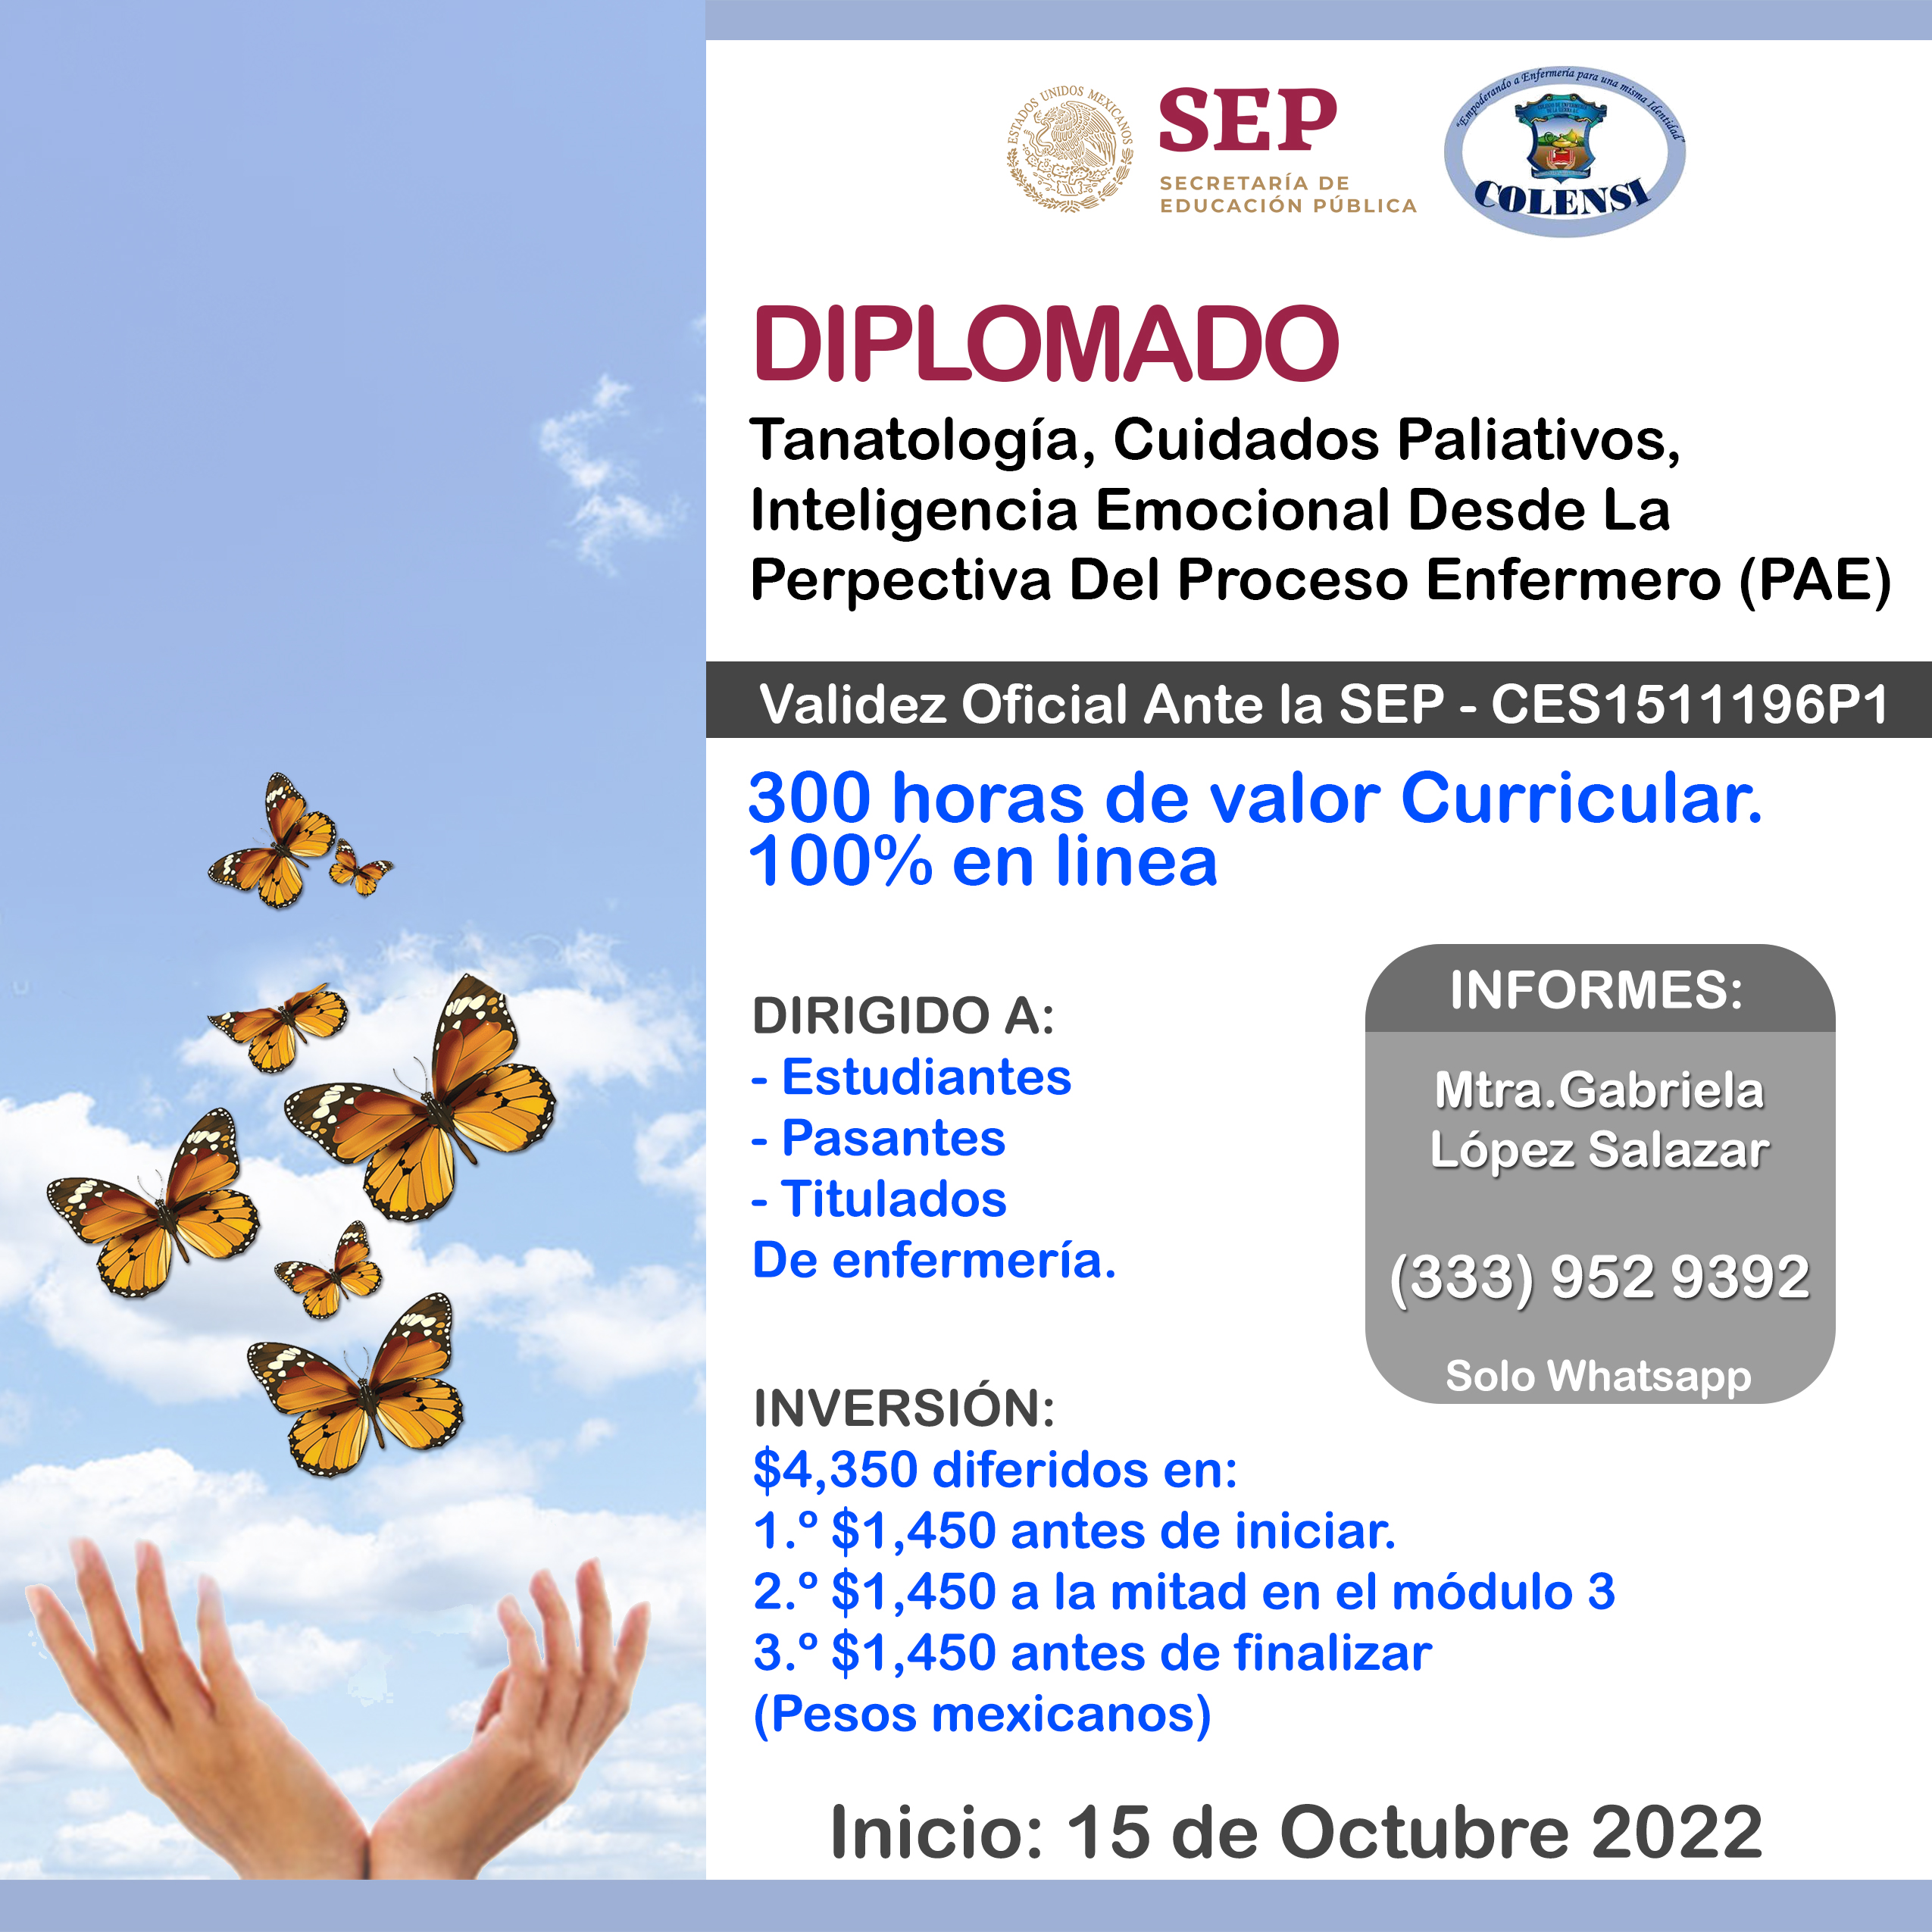 ESTADOS UNIDOS MEXICANOS
SEP
SECRETARÍA DE
EDUCACIÓN PÚBLICA
"Empoderando a Enfermería para una misma Identidad"
COLENSI
DIPLOMADO
Tanatología, Cuidados Paliativos,
Inteligencia Emocional Desde La
Perpectiva Del Proceso Enfermero (PAE)
Validez Oficial Ante la SEP - CES1511196P1
300 horas de valor Curricular.
100% en linea
DIRIGIDO A:
- Estudiantes
- Pasantes
- Titulados
De enfermería.
INFORMES:
Mtra.Gabriela
López Salazar
(333) 952 9392
Solo Whatsapp
INVERSIÓN:
$4,350 diferidos en:
1.º $1,450 antes de iniciar.
2.º $1,450 a la mitad en el módulo 3
3.º $1,450 antes de finalizar
(Pesos mexicanos)
Inicio: 15 de Octubre 2022